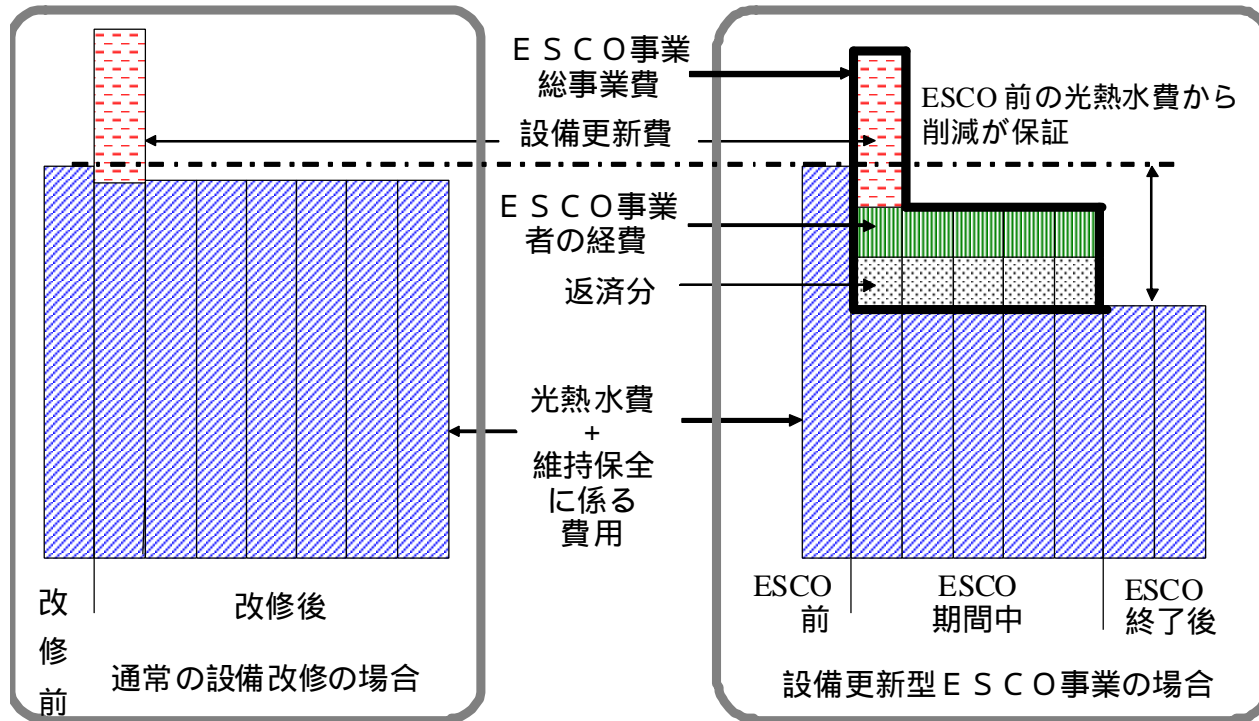 ＥＳＣＯ事業
総事業費
設備更新費
ＥＳＣＯ事業
者の経費
返済分
光熱水費
+
維持保全
に係る
費用
改
修
前
改修後
通常の設備改修の場合
ESCO 前の光熱水費から
削減が保証
ESCO
前
ESCO
期間中
ESCO
終了後
設備更新型ＥＳＣＯ事業の場合